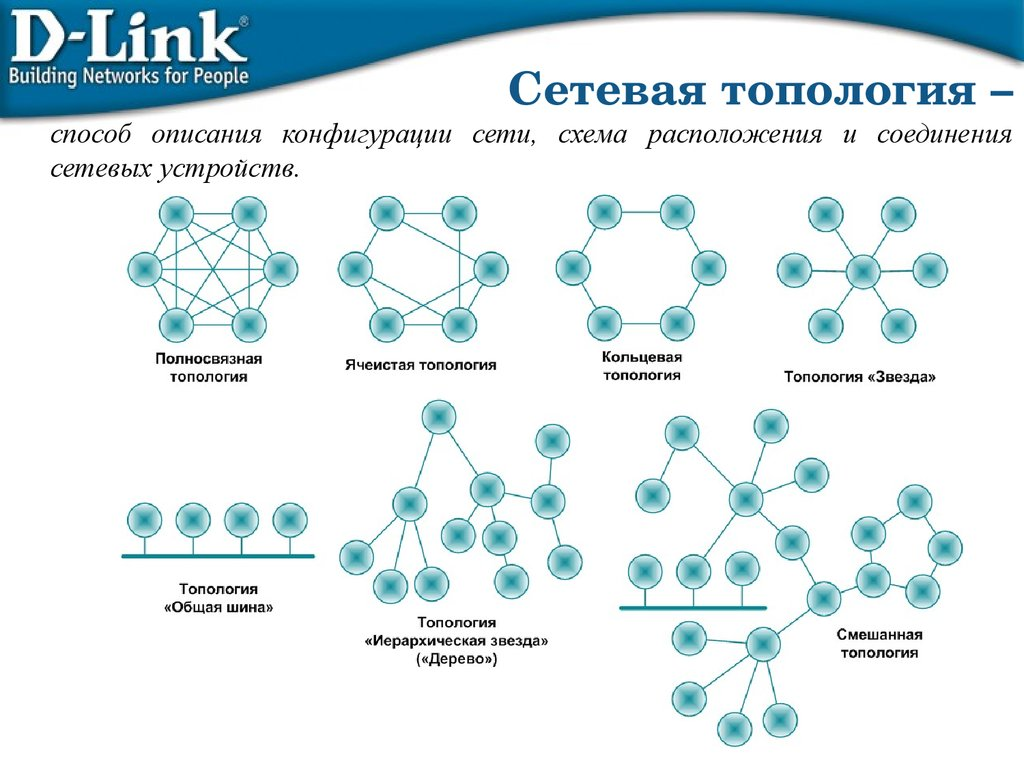 D-Link®
Building Networks for People
Сетевая топология –
способ описания конфигурации сети, схема расположения и соединения
сетевых устройств.
Полносвязная
топология
Ячеистая топология
Кольцевая
топология
Топология «Звезда»
Топология
«Общая шина»
Топология
«Иерархическая звезда»
(«Дерево»)
Смешанная
топология